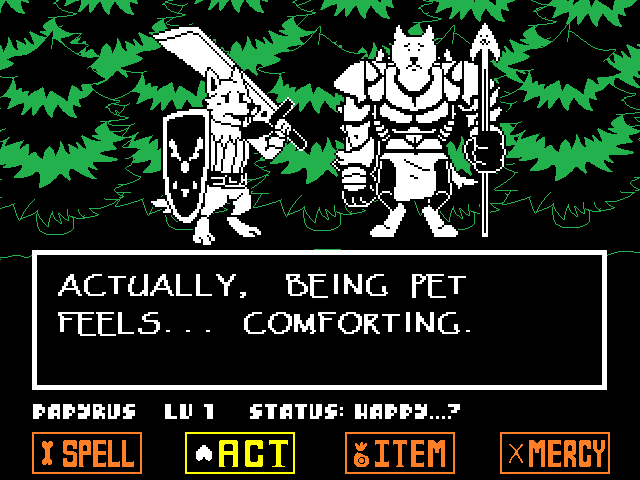 ACTUALLY, BEING PET
FEELS... COMFORTING.
PAPYRUS LV 1 STATUS: HAPPY...?
SPELL ACT ITEM MERCY